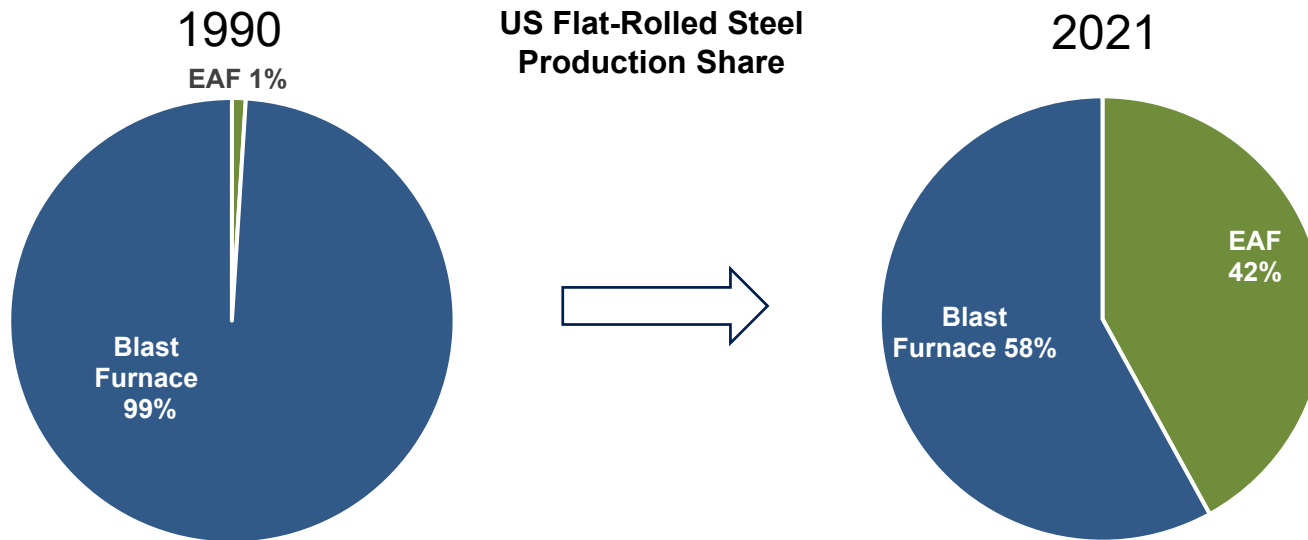 1990
EAF 1%
Blast
Furnace
99%
US Flat-Rolled Steel
Production Share
2021
EAF
42%
Blast
Furnace 58%